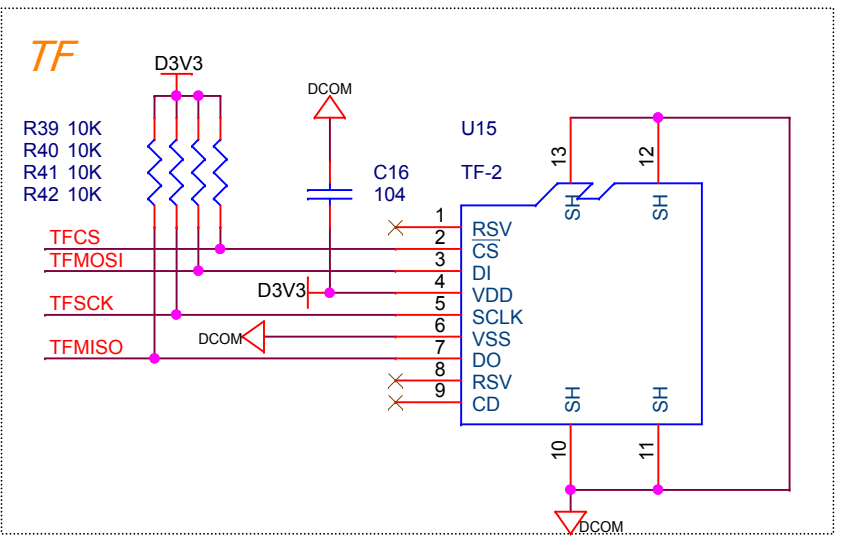 TF
D3V3
DCOM
R39 10K
R40 10K
R41 10K
R42 10K
C16
104
U15
TF-2
13
12
SH
SH
TFCS
TFMOSI
TFSCK
TFMISO
D3V3
DCOM
1 RSV
2 CS
3 DI
4 VDD
5 SCLK
6 VSS
7 DO
8 RSV
9 CD
SH
SH
10
11
DCOM